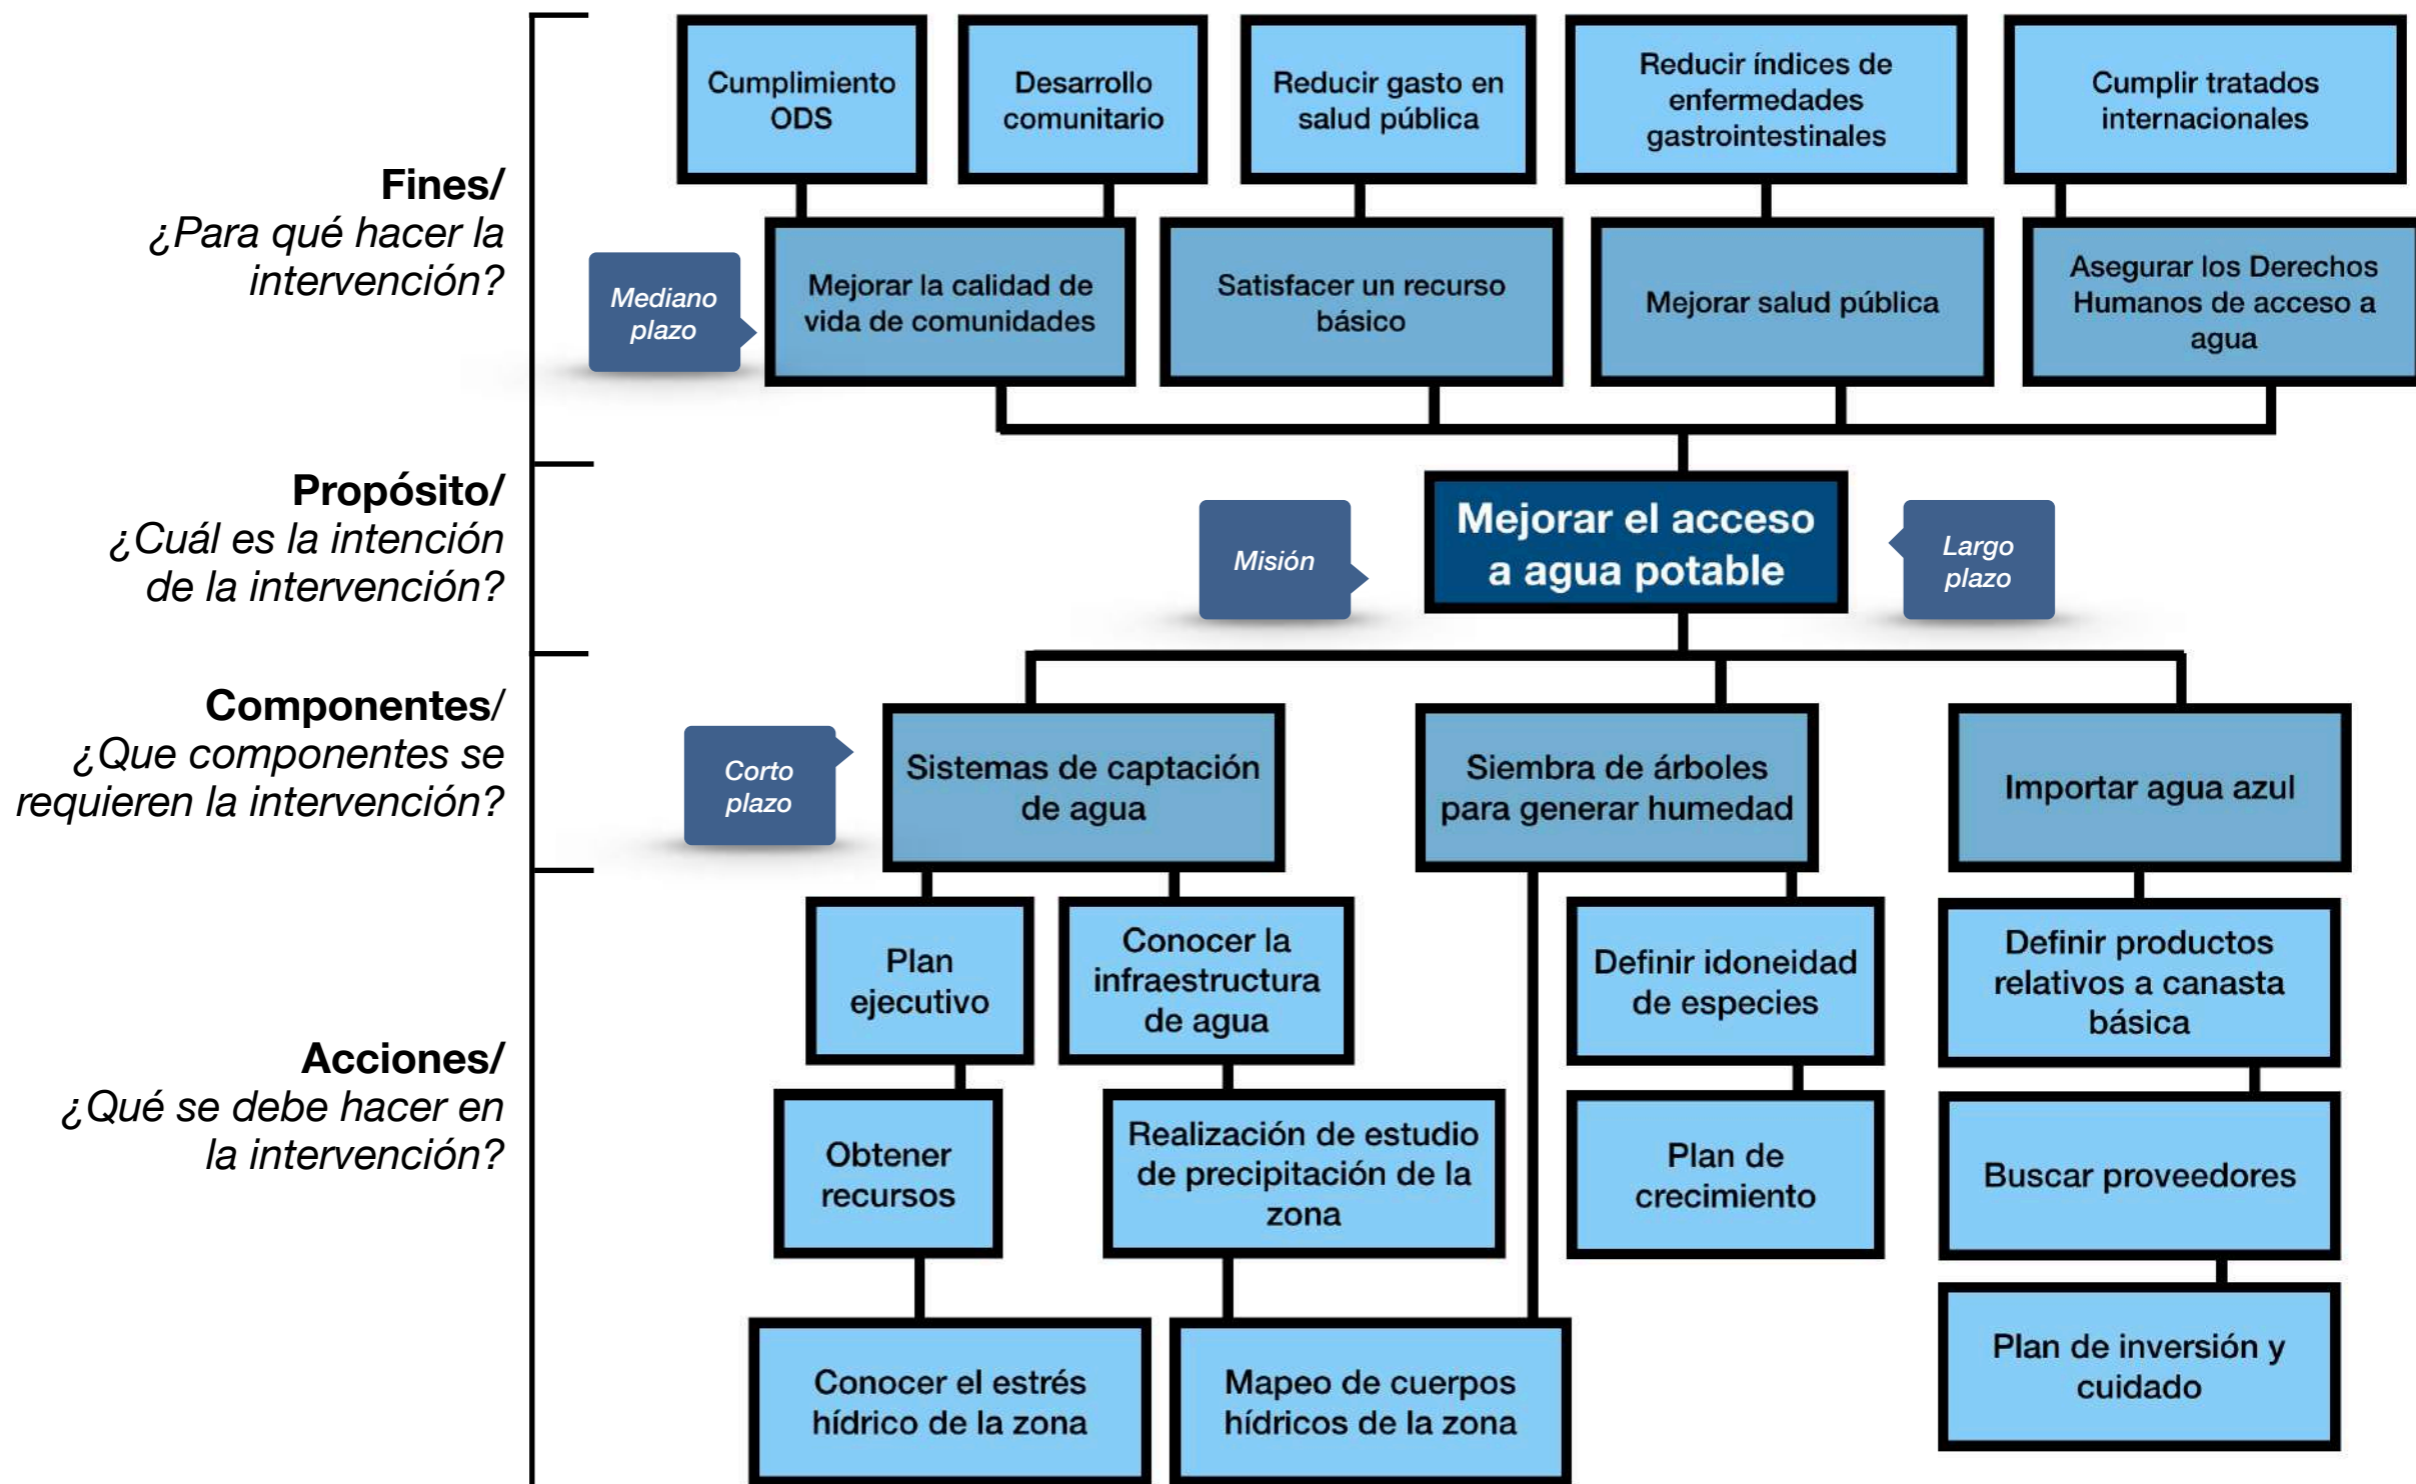 Cumplimiento
ODS
Desarrollo
comunitario
Reducir gasto en
salud pública
Reducir índices de
enfermedades
gastrointestinales
Cumplir tratados
internacionales
Fines/
¿Para qué hacer la
intervención?
Mediano
plazo
Mejorar la calidad de
vida de comunidades
Satisfacer un recurso
básico
Mejorar salud pública
Asegurar los Derechos
Humanos de acceso a
agua
Propósito/
¿Cuál es la intención
de la intervención?
Misión
Mejorar el acceso
a agua potable
Largo
plazo
Componentes/
¿Que componentes se
requieren la intervención?
Corto
plazo
Sistemas de captación
de agua
Siembra de árboles
para generar humedad
Importar agua azul
Acciones/
¿Qué se debe hacer en
la intervención?
Plan
ejecutivo
Conocer la
infraestructura
de agua
Definir idoneidad
de especies
Definir productos
relativos a canasta
básica
Obtener
recursos
Realización de estudio
de precipitación de la
zona
Plan de
crecimiento
Buscar proveedores
Conocer el estrés
hídrico de la zona
Mapeo de cuerpos
hídricos de la zona
Plan de inversión y
cuidado